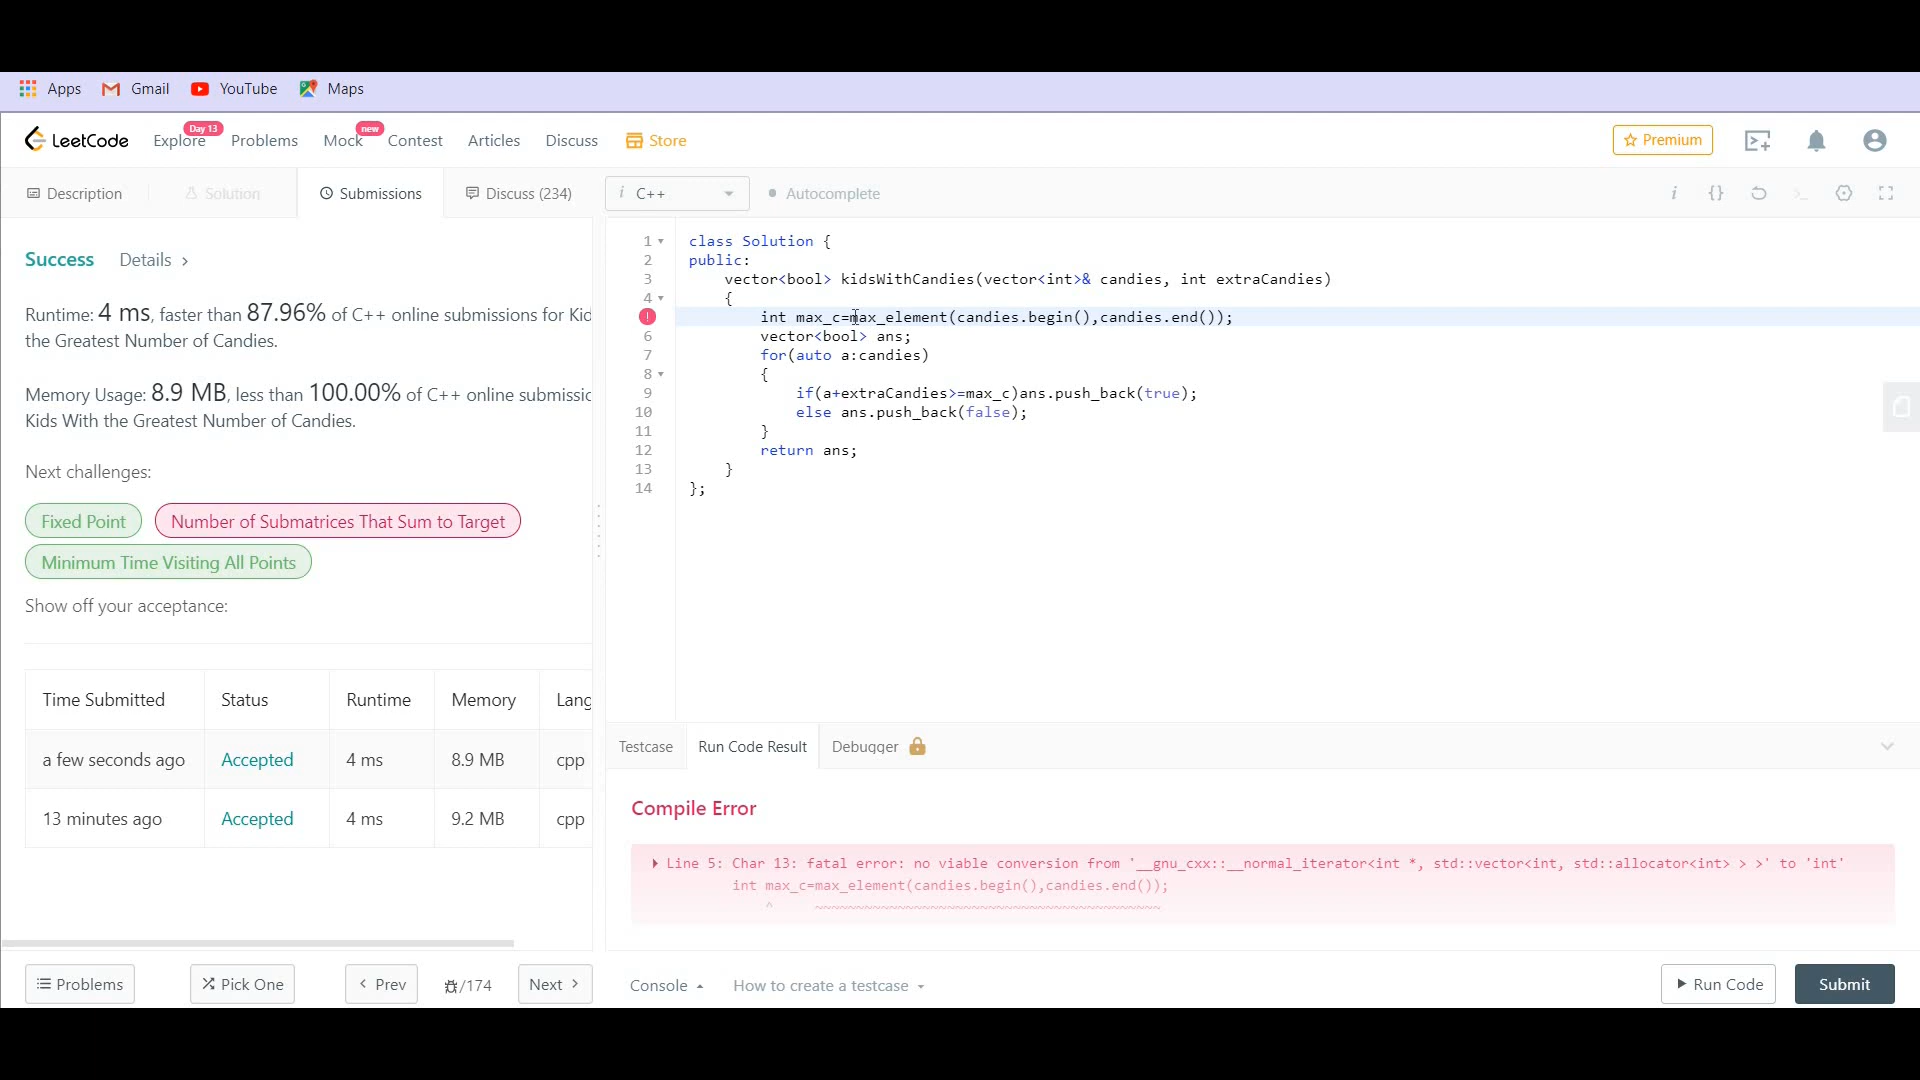 Apps Gmail YouTube Maps
LeetCode Explore Day 13 Problems Mock new Contest Articles Discuss Store Premium
Description Solution Submissions Discuss (234) i C++ Autocomplete i {}
Success Details >
Runtime: 4 ms, faster than 87.96% of C++ online submissions for Kid
the Greatest Number of Candies.
Memory Usage: 8.9 MB, less than 100.00% of C++ online submissic
Kids With the Greatest Number of Candies.
Next challenges:
Fixed Point Number of Submatrices That Sum to Target
Minimum Time Visiting All Points
Show off your acceptance:
Time Submitted Status Runtime Memory Lang
a few seconds ago Accepted 4 ms 8.9 MB cpp
13 minutes ago Accepted 4 ms 9.2 MB cpp
Problems Pick One < Prev /174 Next >
1 class Solution {
2 public:
3 vector<bool> kidsWithCandies(vector<int>& candies, int extraCandies)
4 {
int max_c=max_element(candies.begin(),candies.end());
6 vector<bool> ans;
7 for(auto a:candies)
8 {
9 if(a+extraCandies>=max_c)ans.push_back(true);
10 else ans.push_back(false);
11 }
12 return ans;
13 }
14 };
Testcase Run Code Result Debugger
Compile Error
Line 5: Char 13: fatal error: no viable conversion from '__gnu_cxx::__normal_iterator<int *, std::vector<int, std::allocator<int> > >' to 'int'
int max_c=max_element(candies.begin(),candies.end());
^ ~~~~~~~~~~~~~~~~~~~~~~~~~~~~~~~~~~~~~~~~~~
Console How to create a testcase Run Code Submit